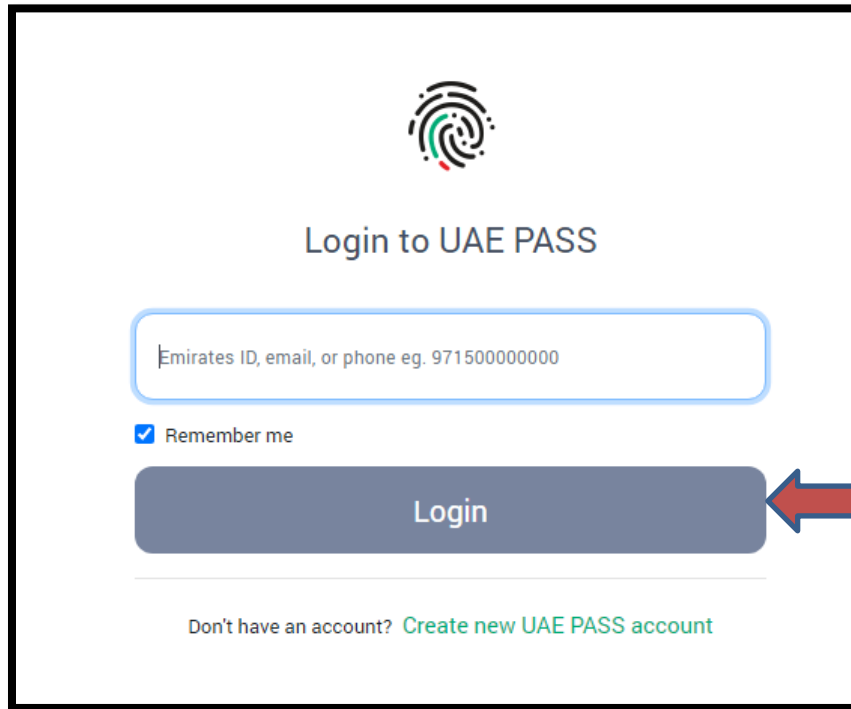 Login to UAE PASS
Emirates ID, email, or phone eg. 971500000000
Remember me
Login
Don't have an account? Create new UAE PASS account